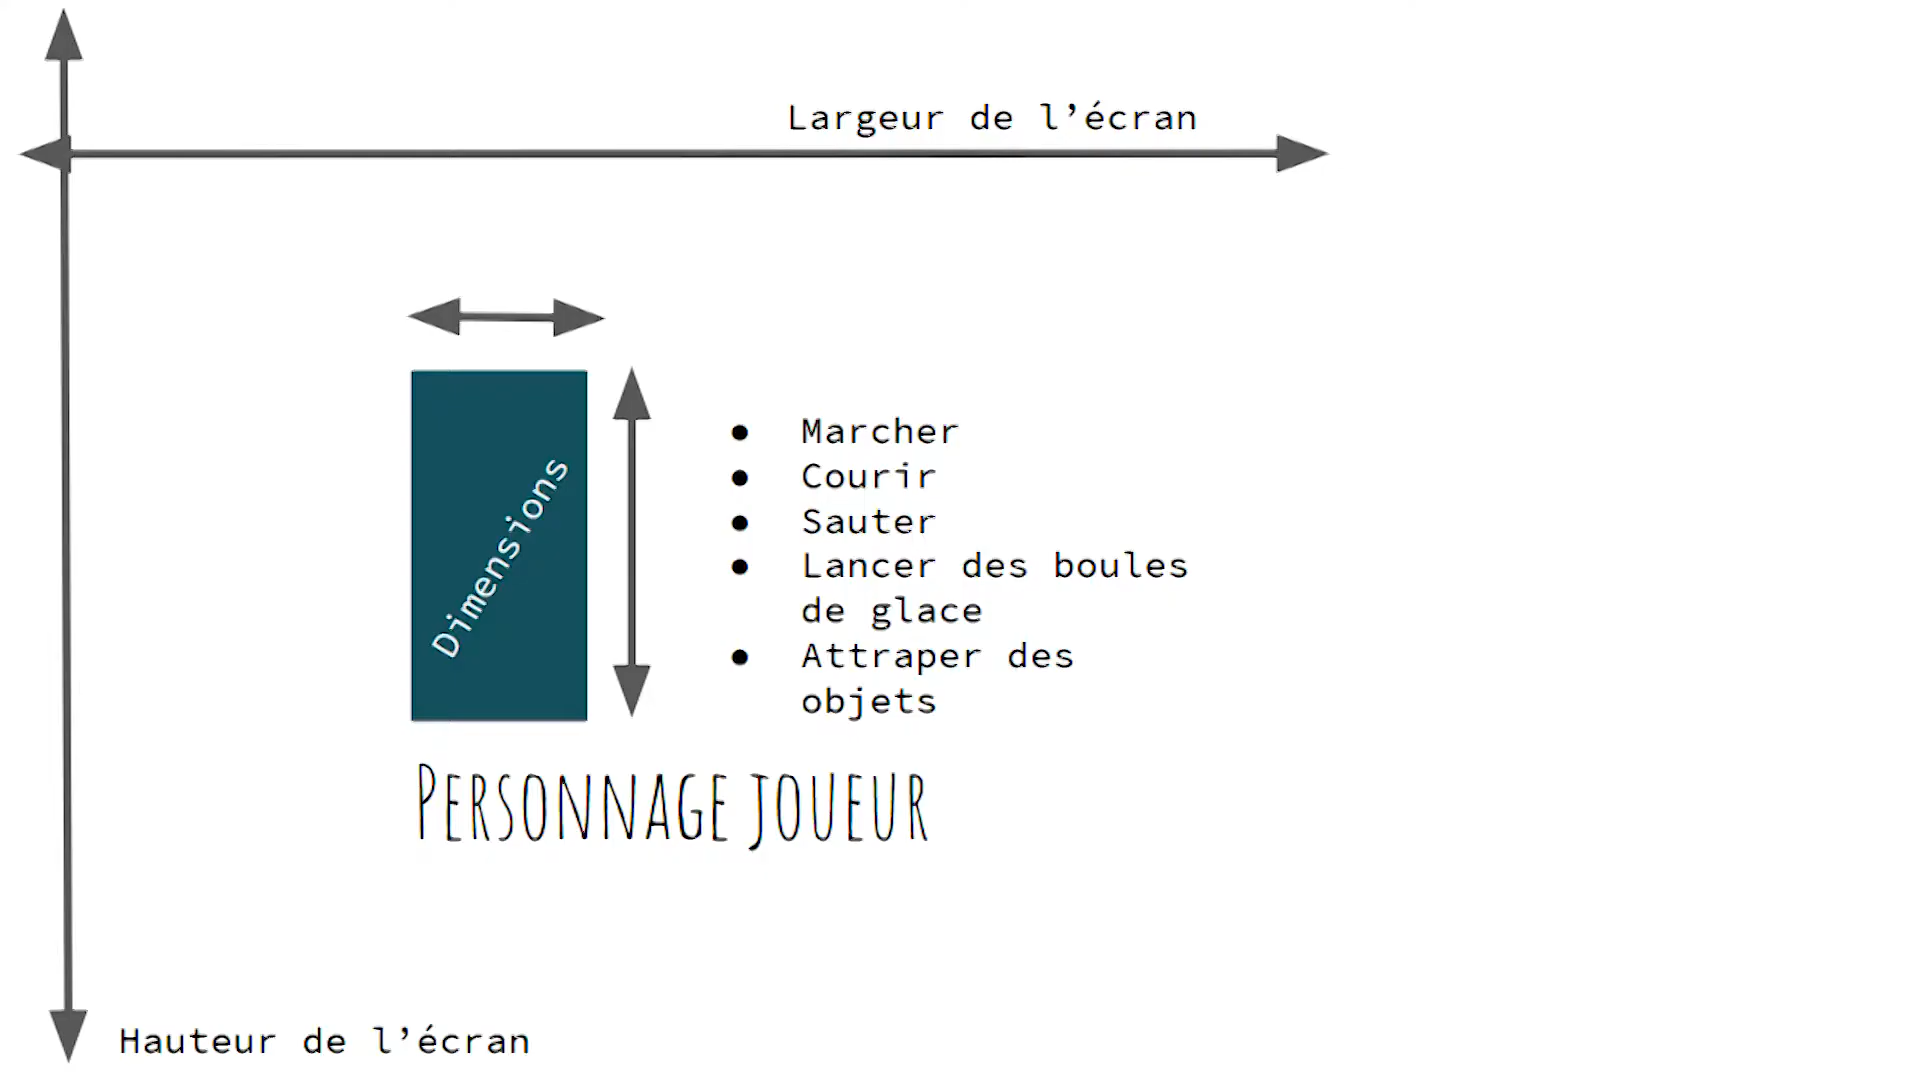 Largeur de l’écran
Dimensions
● Marcher
● Courir
● Sauter
● Lancer des boules
de glace
● Attraper des
objets
PERSONNAGE JOUEUR
Hauteur de l’écran